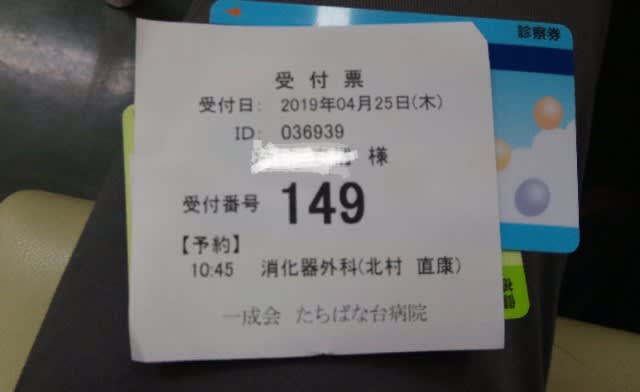 診察券
受付票
受付日: 2019年04月25日(木)
ID: 036939
様
受付番号 149
【予約】
10:45 消化器外科(北村 直康)
一成会 たちばな台病院